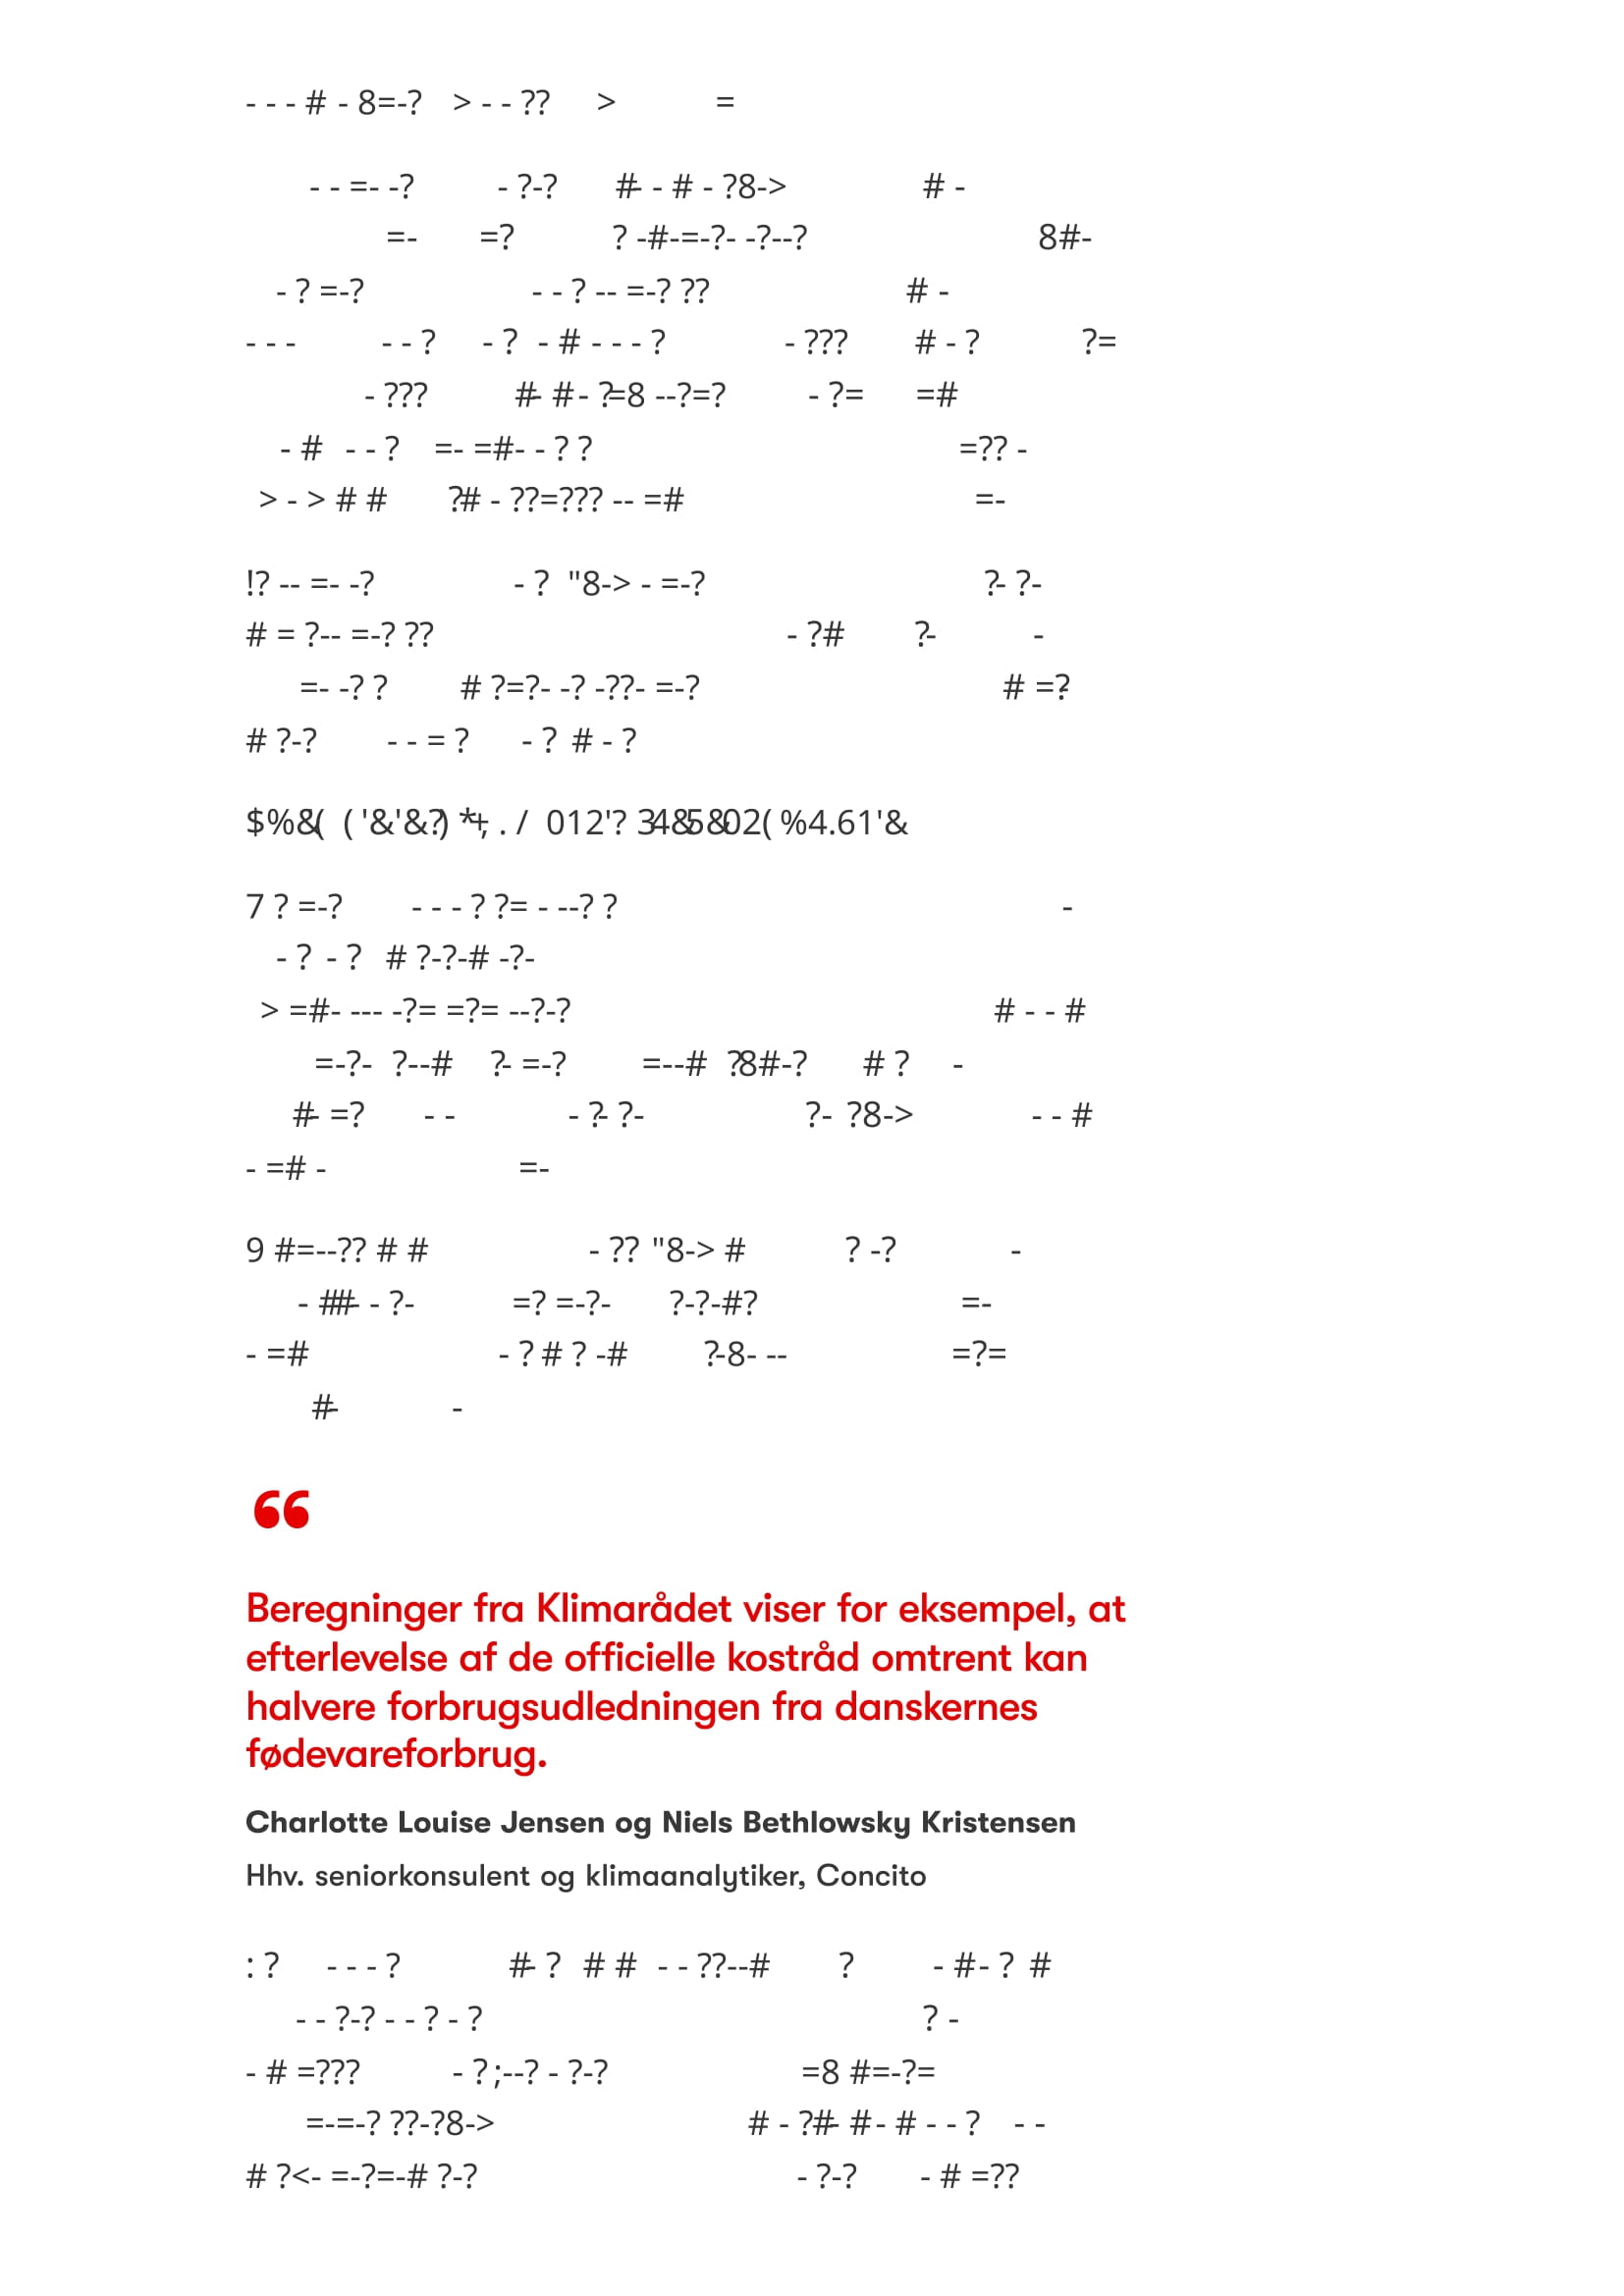 - - - # - 8=-? > - - ?? > =
- - =- -? - ?-? #- - # - ?8-> # -
=- =? ? -#-=-?- -?--? 8#-
- ? =-? - - ? -- =-? ?? # -
- - - - - ? - ? - # - - - ? - ??? # - ? ?=
- ??? #- # - ?=8 --?=? - ?= =#
- # - - ? =- =#- - ? ? =?? -
> - > # # ?# - ??=??? -- =# =-
!? -- =- -? - ? "8-> - =-? ?- ?-
# = ?-- =-? ?? - ?# ?- -
=- -? ? # ?=?- -? -??- =-? # =?-
# ?-? - - = ? - ? # - ?
$%&( ( '&'&?) *+, . / 012'? 34&5&02( %4.61'&
7 ? =-? - - - ? ?= - --? ? -
- ? - ? # ?-?-# -?-
> =#- --- -?= =?= --?-? # - - #
=-?- ?--# ?- =-? =--# ?8#-? # ? -
#- =? - - - ?- ?- ?- ?8-> - - #
- =# - =-
9 #=--?? # # - ?? "8-> # ? -? -
- ##- - ?- =? =-?- ?-?-#? =-
- =# - ? # ? -# ?-8- -- =?=
#- -
“
Beregninger fra Klimarådet viser for eksempel, at
efterlevelse af de officielle kostråd omtrent kan
halvere forbrugsudledningen fra danskernes
fødevareforbrug.
Charlotte Louise Jensen og Niels Bethlowsky Kristensen
Hhv. seniorkonsulent og klimaanalytiker, Concito
: ? - - - ? #- ? # # - - ??--# ? - #- ? #
- - ?-? - - ? - ? ? -
- # =??? - ? ;--? - ?-? =8 #=-?=
=-=-? ??-?8-> # - ?#- # - # - - ? - -
# ?<- =-?=-# ?-? - ?-? - # =??